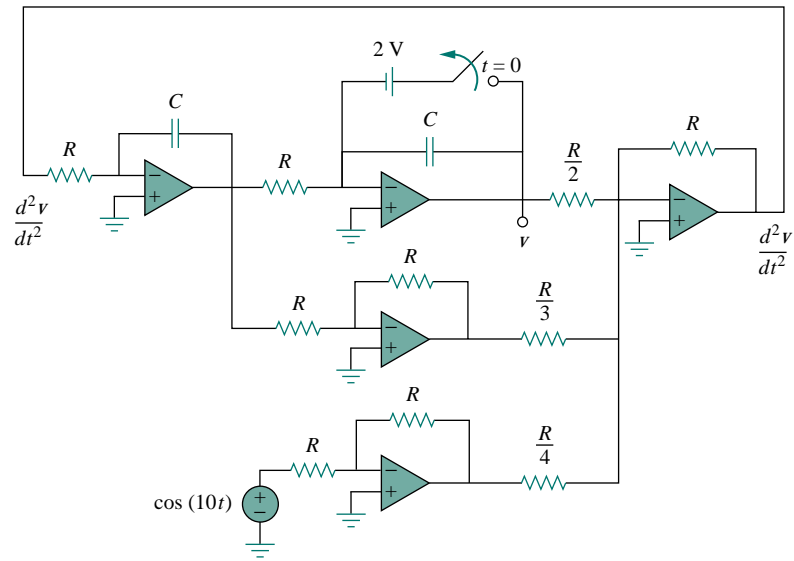 2 V
t = 0
C
C
R
R
R
2
R
− +
− +
− +
d²v
dt²
v
d²v
dt²
R
R
R
3
− +
R
R
R
4
− +
cos (10t)
+
−